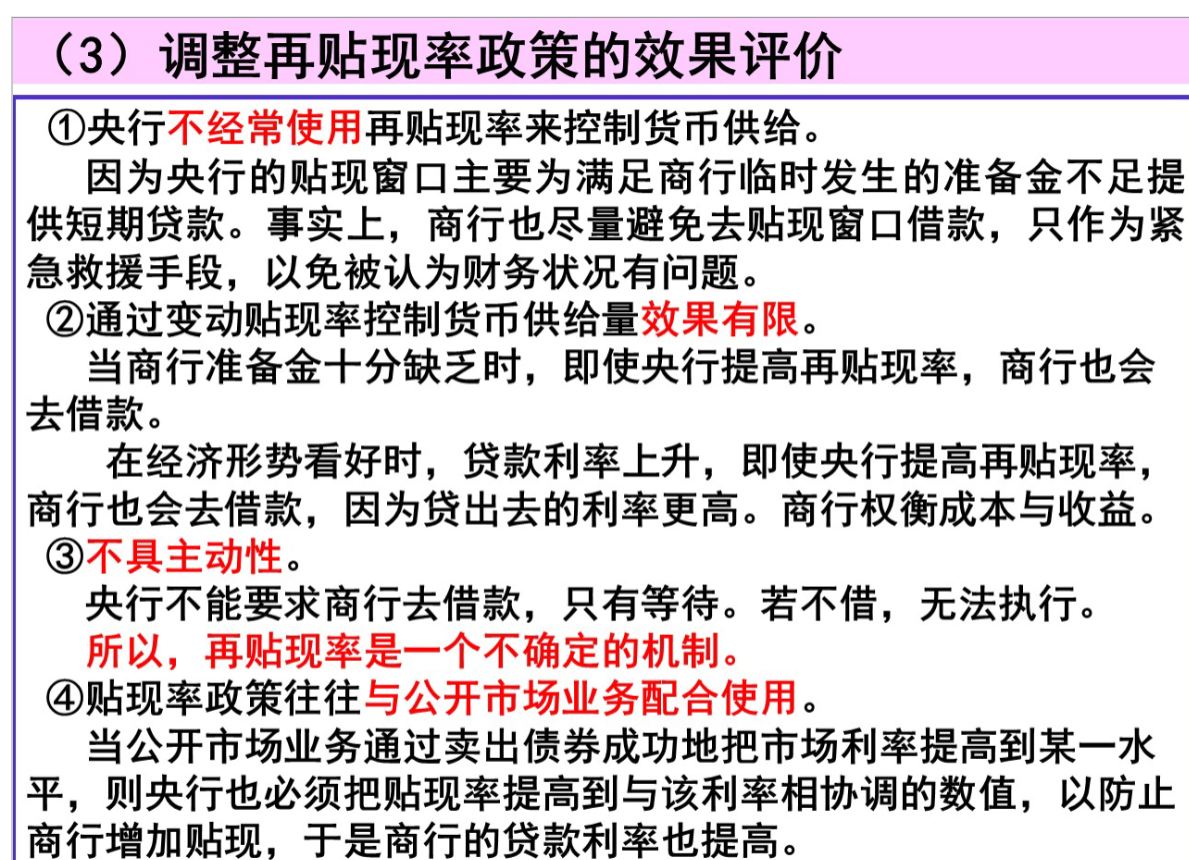 （3）调整再贴现率政策的效果评价
①央行不经常使用再贴现率来控制货币供给。
因为央行的贴现窗口主要为满足商行临时发生的准备金不足提
供短期贷款。事实上，商行也尽量避免去贴现窗口借款，只作为紧
急救援手段，以免被认为财务状况有问题。
②通过变动贴现率控制货币供给量效果有限。
当商行准备金十分缺乏时，即使央行提高再贴现率，商行也会
去借款。
在经济形势看好时，贷款利率上升，即使央行提高再贴现率，
商行也会去借款，因为贷出去的利率更高。商行权衡成本与收益。
③不具主动性。
央行不能要求商行去借款，只有等待。若不借，无法执行。
所以，再贴现率是一个不确定的机制。
④贴现率政策往往与公开市场业务配合使用。
当公开市场业务通过卖出债券成功地把市场利率提高到某一水
平，则央行也必须把贴现率提高到与该利率相协调的数值，以防止
商行增加贴现，于是商行的贷款利率也提高。